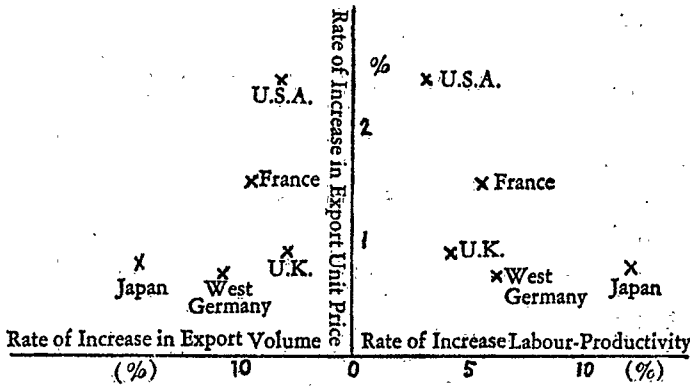 Rate of Increase in Export Unit Price
%
U.S.A.
U.S.A.
2
France
France
1
U.K.
U.K.
Japan
West
Germany
West
Germany
Japan
Rate of Increase in Export Volume
Rate of Increase Labour-Productivity
(%)
10
0
5
10
(%)